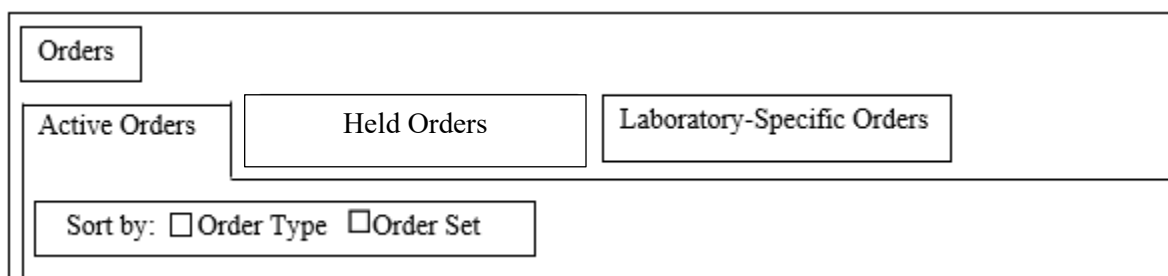 Orders
Active Orders Held Orders Laboratory-Specific Orders
Sort by: ☐ Order Type ☐ Order Set